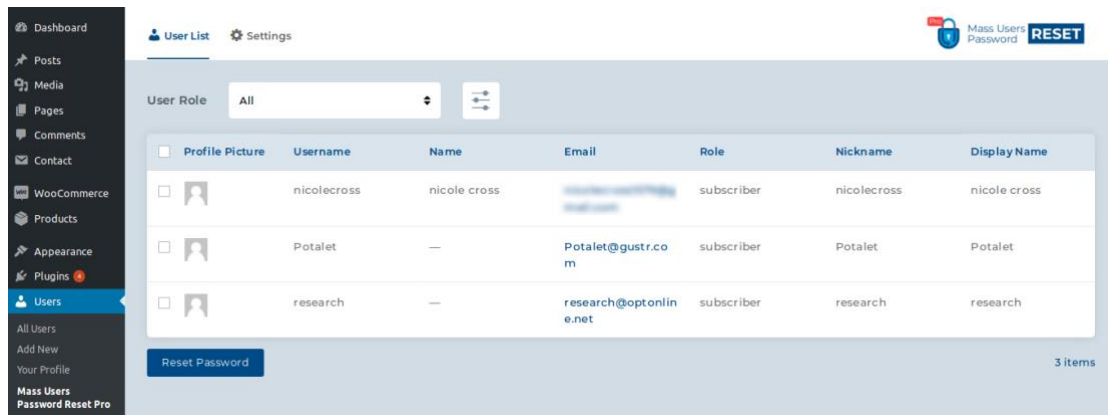 Dashboard
Posts
Media
Pages
Comments
Contact
WooCommerce
Products
Appearance
Plugins 4
Users
All Users
Add New
Your Profile
Mass Users
Password Reset Pro
User List Settings
Pro Mass Users
Password RESET
User Role All
Profile Picture Username Name Email Role Nickname Display Name
nicolecross nicole cross subscriber nicolecross nicole cross
Potalet — Potalet@gustr.co subscriber Potalet Potalet
m
research — research@optonlin subscriber research research
e.net
Reset Password 3 items